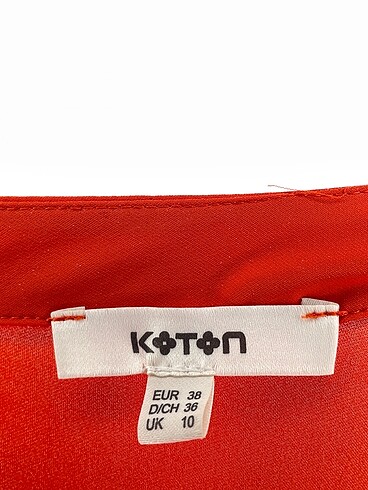 KOTON
EUR 38
D/CH 36
UK 10